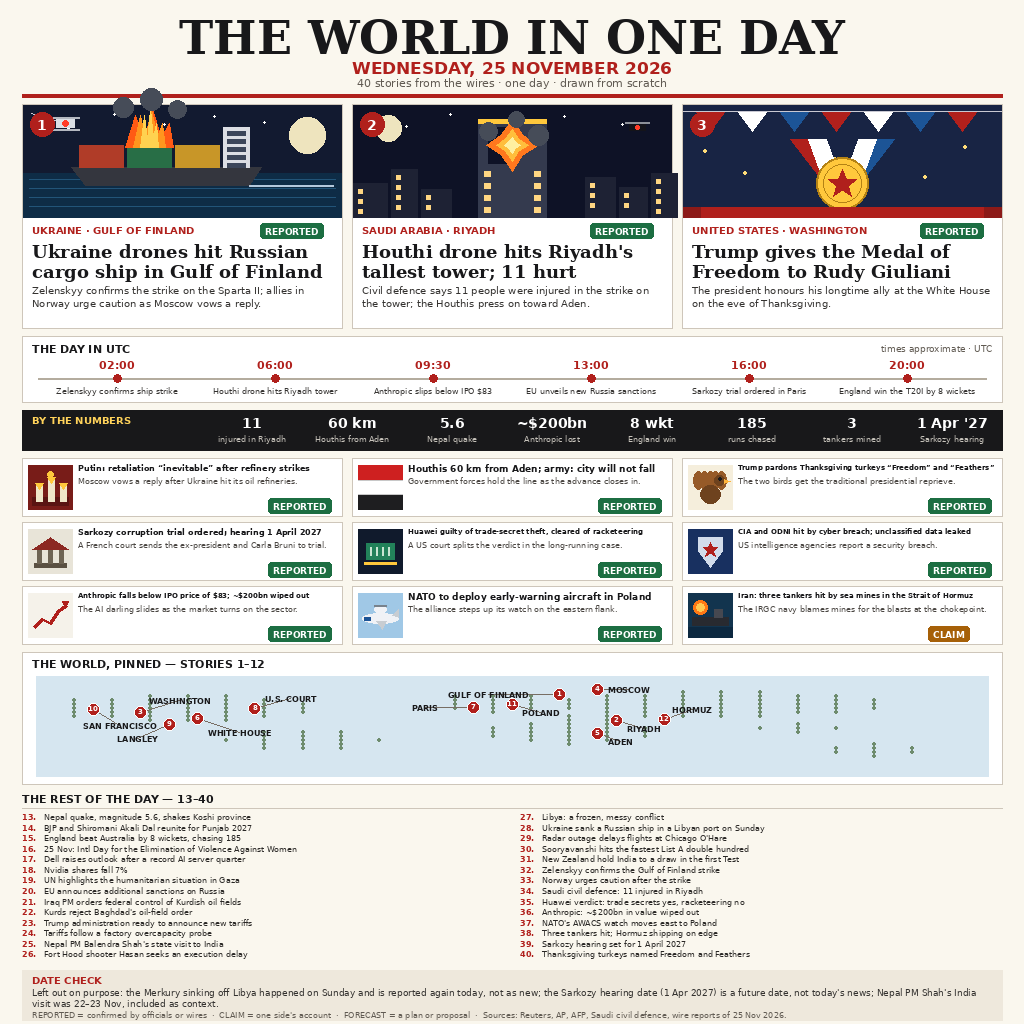 THE WORLD IN ONE DAY
WEDNESDAY, 25 NOVEMBER 2026
40 stories from the wires · one day · drawn from scratch
1
2
3
UKRAINE · GULF OF FINLAND
REPORTED
Ukraine drones hit Russian
cargo ship in Gulf of Finland
Zelenskyy confirms the strike on the Sparta II; allies in
Norway urge caution as Moscow vows a reply.
SAUDI ARABIA · RIYADH
REPORTED
Houthi drone hits Riyadh's
tallest tower; 11 hurt
Civil defence says 11 people were injured in the strike on
the tower; the Houthis press on toward Aden.
UNITED STATES · WASHINGTON
REPORTED
Trump gives the Medal of
Freedom to Rudy Giuliani
The president honours his longtime ally at the White House
on the eve of Thanksgiving.
THE DAY IN UTC
times approximate · UTC
02:00
06:00
09:30
13:00
16:00
20:00
Zelenskyy confirms ship strike
Houthi drone hits Riyadh tower
Anthropic slips below IPO $83
EU unveils new Russia sanctions
Sarkozy trial ordered in Paris
England win the T20I by 8 wickets
BY THE NUMBERS
11
60 km
5.6
~$200bn
8 wkt
185
3
1 Apr '27
injured in Riyadh
Houthis from Aden
Nepal quake
Anthropic lost
England win
runs chased
tankers mined
Sarkozy hearing
Putin: retaliation “inevitable” after refinery strikes
Moscow vows a reply after Ukraine hit its oil refineries.
REPORTED
Houthis 60 km from Aden; army: city will not fall
Government forces hold the line as the advance closes in.
REPORTED
Trump pardons Thanksgiving turkeys “Freedom” and “Feathers”
The two birds get the traditional presidential reprieve.
REPORTED
Sarkozy corruption trial ordered; hearing 1 April 2027
A French court sends the ex-president and Carla Bruni to trial.
REPORTED
Huawei guilty of trade-secret theft, cleared of racketeering
A US court splits the verdict in the long-running case.
REPORTED
CIA and ODNI hit by cyber breach; unclassified data leaked
US intelligence agencies report a security breach.
REPORTED
Anthropic falls below IPO price of $83; ~$200bn wiped out
The AI darling slides as the market turns on the sector.
REPORTED
NATO to deploy early-warning aircraft in Poland
The alliance steps up its watch on the eastern flank.
REPORTED
Iran: three tankers hit by sea mines in the Strait of Hormuz
The IRGC navy blames mines for the blasts at the chokepoint.
CLAIM
THE WORLD, PINNED — STORIES 1–12
10
SAN FRANCISCO
3
WASHINGTON
9
LANGLEY
6
WHITE HOUSE
8
U.S. COURT
PARIS
7
GULF OF FINLAND
1
11
POLAND
4
MOSCOW
2
RIYADH
5
ADEN
12
HORMUZ
THE REST OF THE DAY — 13–40
13. Nepal quake, magnitude 5.6, shakes Koshi province
14. BJP and Shiromani Akali Dal reunite for Punjab 2027
15. England beat Australia by 8 wickets, chasing 185
16. 25 Nov: Intl Day for the Elimination of Violence Against Women
17. Dell raises outlook after a record AI server quarter
18. Nvidia shares fall 7%
19. UN highlights the humanitarian situation in Gaza
20. EU announces additional sanctions on Russia
21. Iraq PM orders federal control of Kurdish oil fields
22. Kurds reject Baghdad's oil-field order
23. Trump administration ready to announce new tariffs
24. Tariffs follow a factory overcapacity probe
25. Nepal PM Balendra Shah's state visit to India
26. Fort Hood shooter Hasan seeks an execution delay
27. Libya: a frozen, messy conflict
28. Ukraine sank a Russian ship in a Libyan port on Sunday
29. Radar outage delays flights at Chicago O'Hare
30. Sooryavanshi hits the fastest List A double hundred
31. New Zealand hold India to a draw in the first Test
32. Zelenskyy confirms the Gulf of Finland strike
33. Norway urges caution after the strike
34. Saudi civil defence: 11 injured in Riyadh
35. Huawei verdict: trade secrets yes, racketeering no
36. Anthropic: ~$200bn in value wiped out
37. NATO's AWACS watch moves east to Poland
38. Three tankers hit; Hormuz shipping on edge
39. Sarkozy hearing set for 1 April 2027
40. Thanksgiving turkeys named Freedom and Feathers
DATE CHECK
Left out on purpose: the Merkury sinking off Libya happened on Sunday and is reported again today, not as new; the Sarkozy hearing date (1 Apr 2027) is a future date, not today's news; Nepal PM Shah's India
visit was 22–23 Nov, included as context.
REPORTED = confirmed by officials or wires · CLAIM = one side's account · FORECAST = a plan or proposal · Sources: Reuters, AP, AFP, Saudi civil defence, wire reports of 25 Nov 2026.